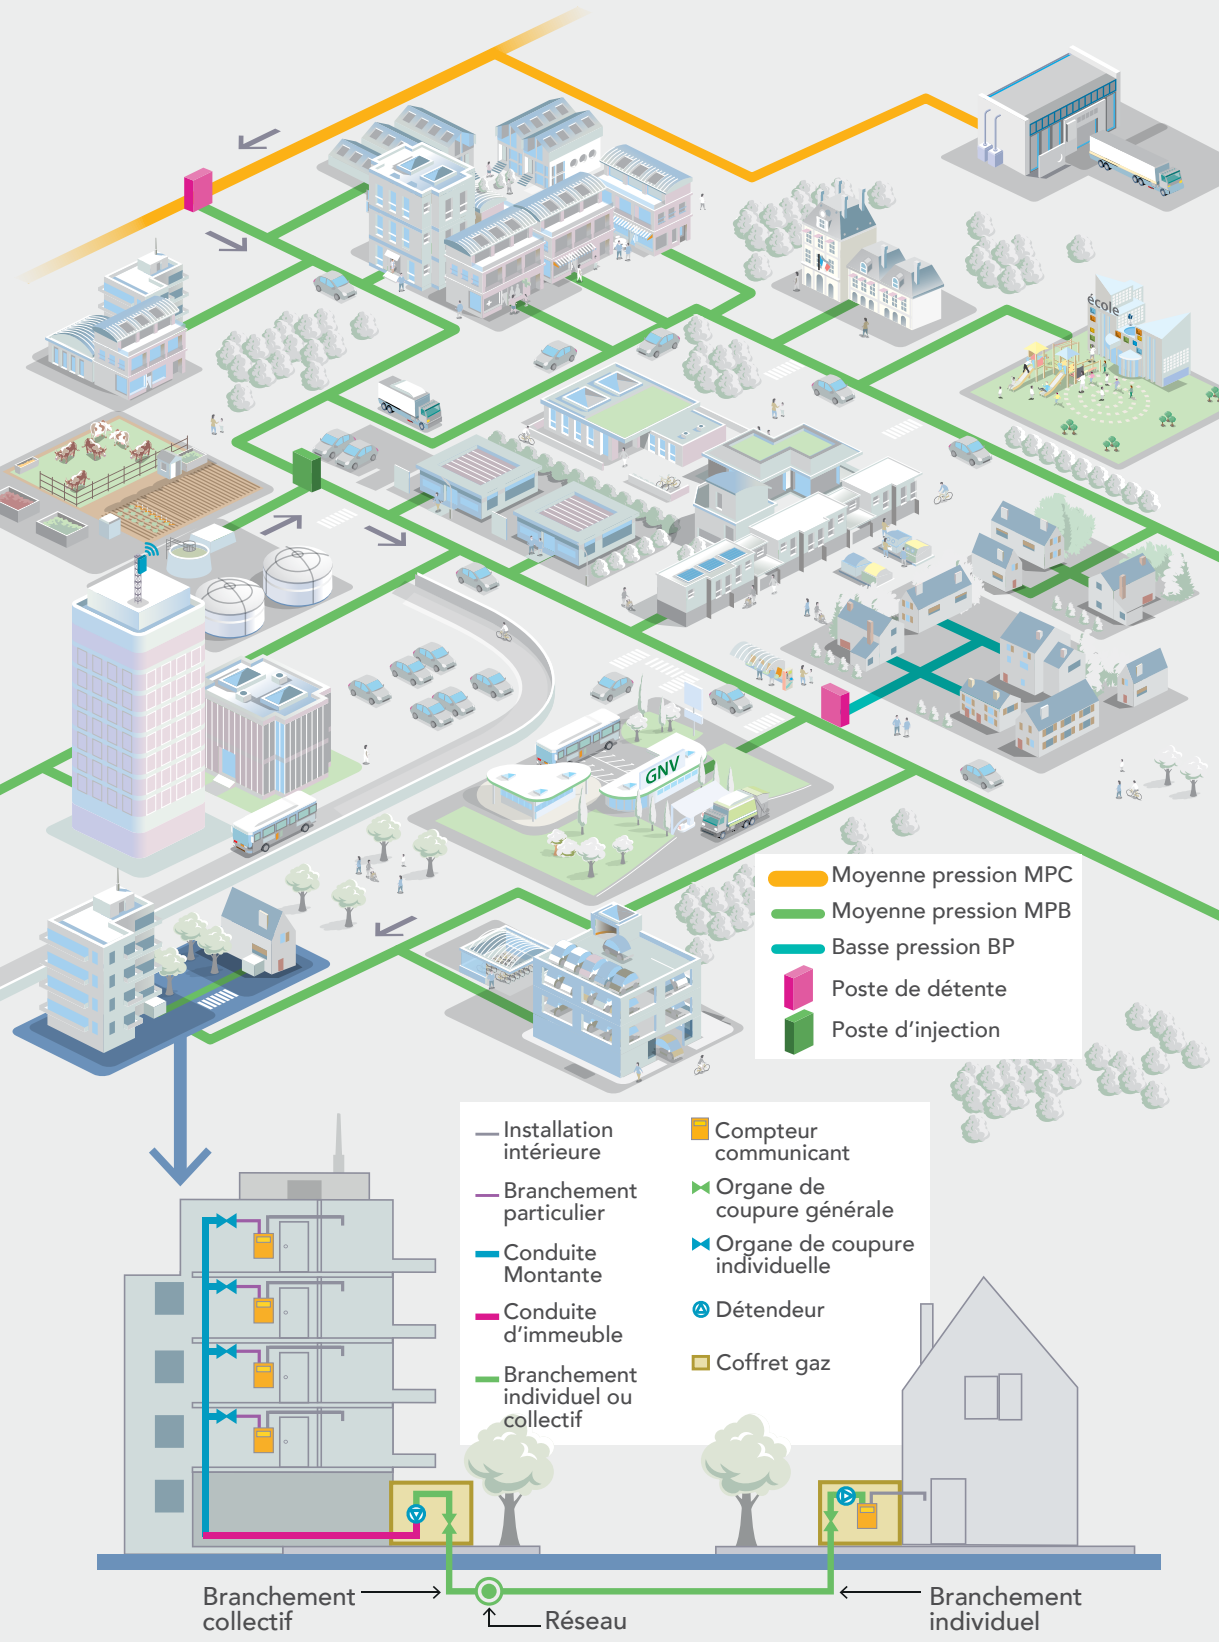 école
GNV
Moyenne pression MPC
Moyenne pression MPB
Basse pression BP
Poste de détente
Poste d'injection
Installation
intérieure
Branchement
particulier
Conduite
Montante
Conduite
d'immeuble
Branchement
individuel ou
collectif
Compteur
communicant
Organe de
coupure générale
Organe de coupure
individuelle
Détendeur
Coffret gaz
Branchement
collectif
Réseau
Branchement
individuel